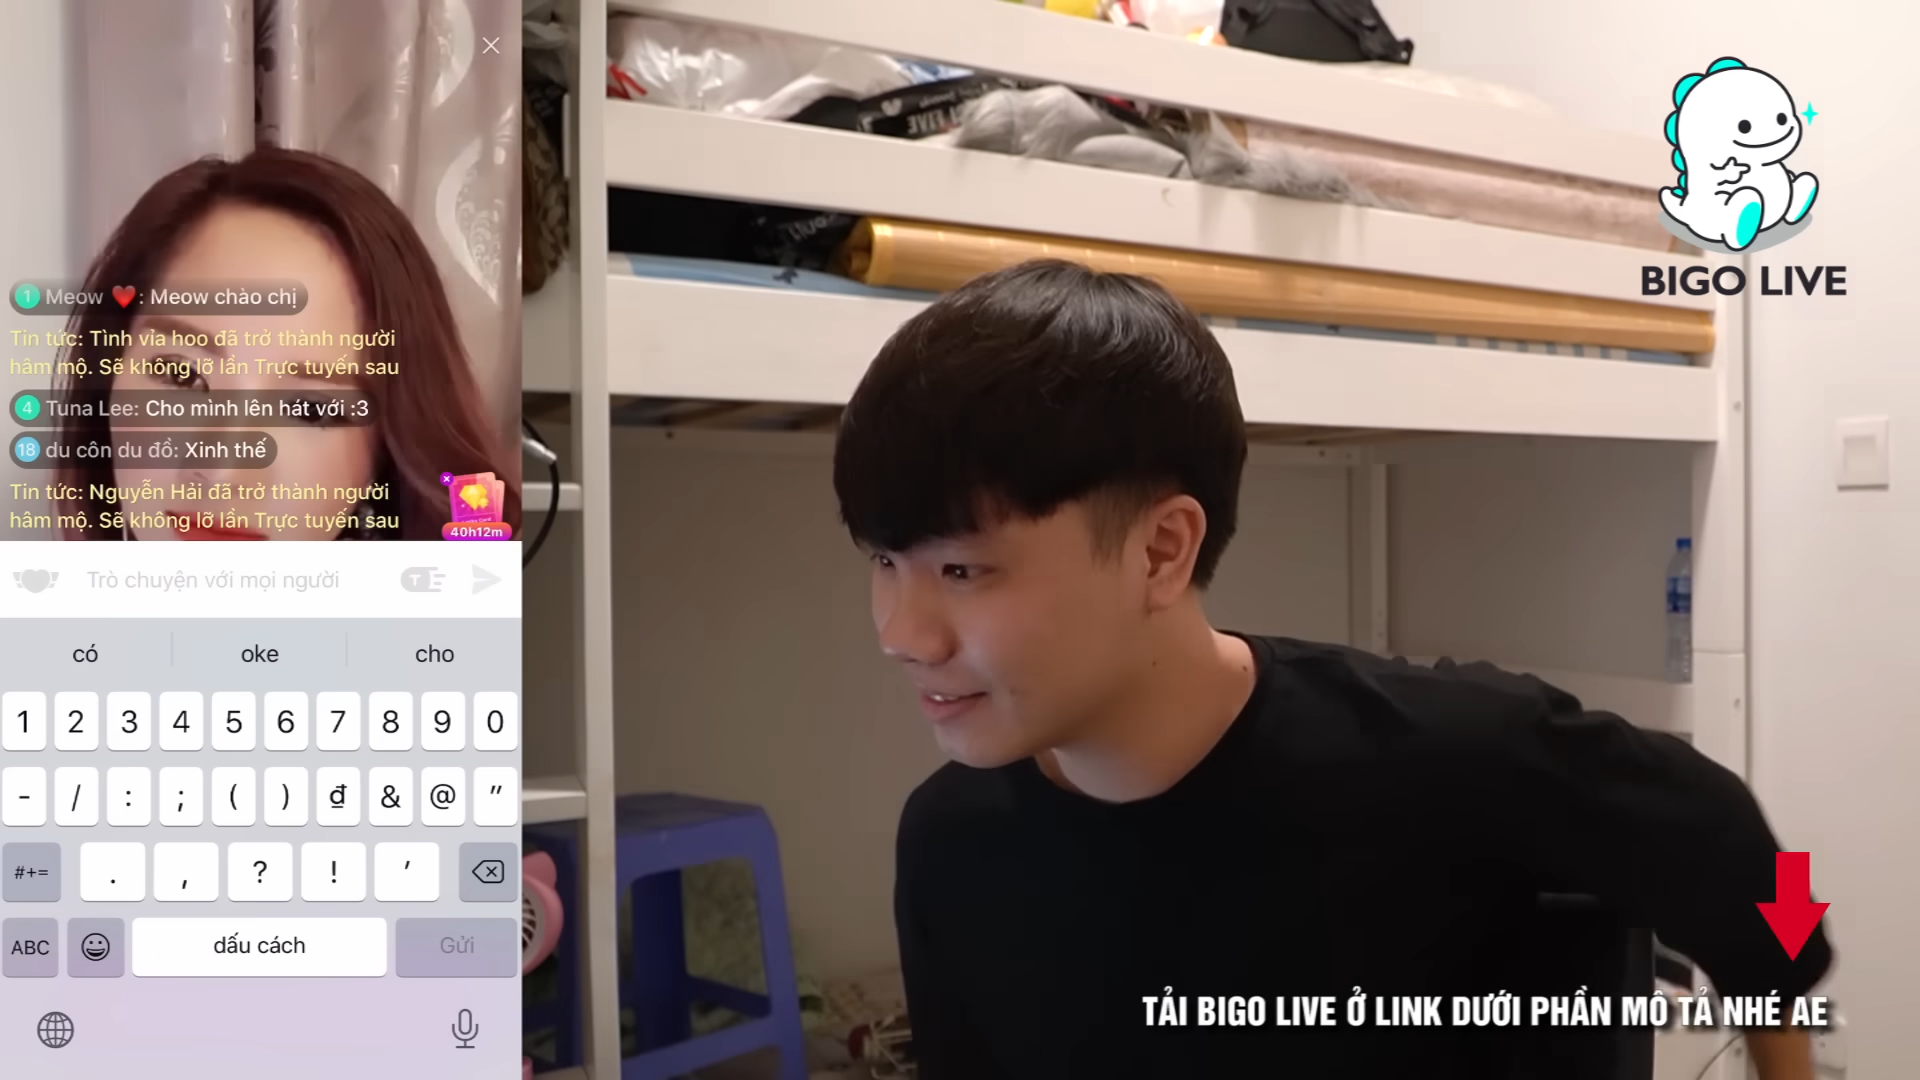 1 Meow ❤️: Meow chào chị
Tin tức: Tình vỉa hoo đã trở thành người
hâm mộ. Sẽ không lỡ lần Trực tuyến sau
4 Tuna Lee: Cho mình lên hát với :3
18 du côn du đồ: Xinh thế
Tin tức: Nguyễn Hải đã trở thành người
hâm mộ. Sẽ không lỡ lần Trực tuyến sau
40h12m
Trò chuyện với mọi người
có oke cho
1 2 3 4 5 6 7 8 9 0
- / : ; ( ) đ & @ "
#+= . , ? ! '
ABC dấu cách Gửi
BIGO LIVE
TẢI BIGO LIVE Ở LINK DƯỚI PHẦN MÔ TẢ NHÉ AE